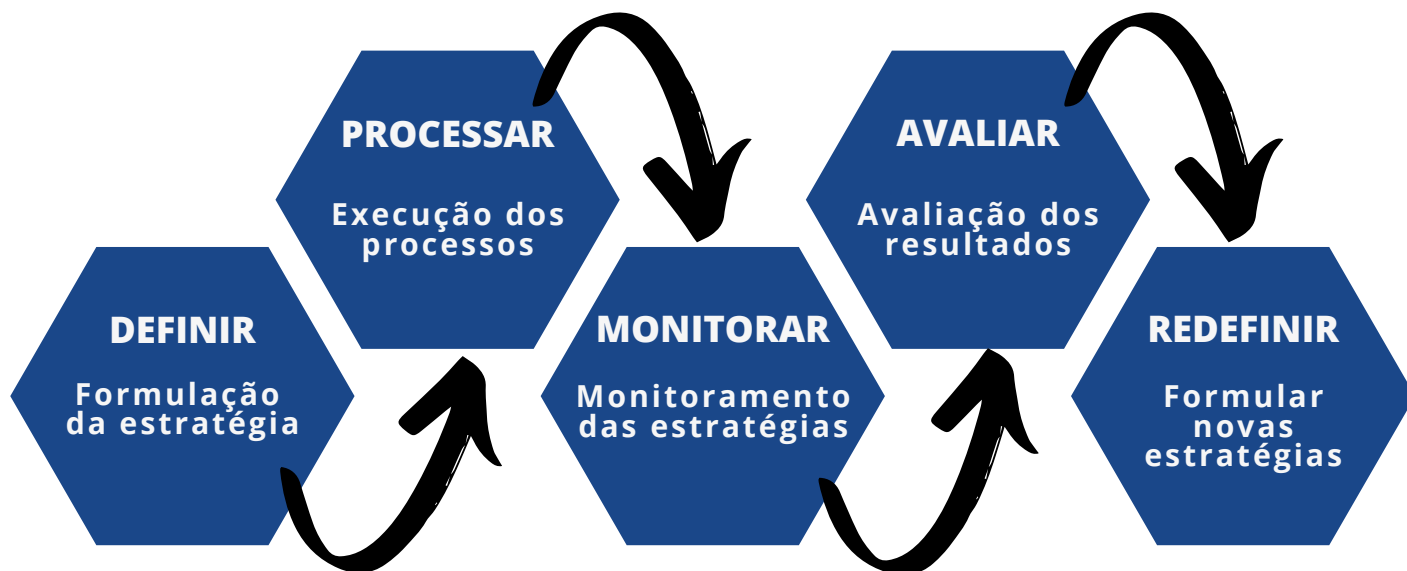 DEFINIR
Formulação
da estratégia
PROCESSAR
Execução dos
processos
MONITORAR
Monitoramento
das estratégias
AVALIAR
Avaliação dos
resultados
REDEFINIR
Formular
novas
estratégias